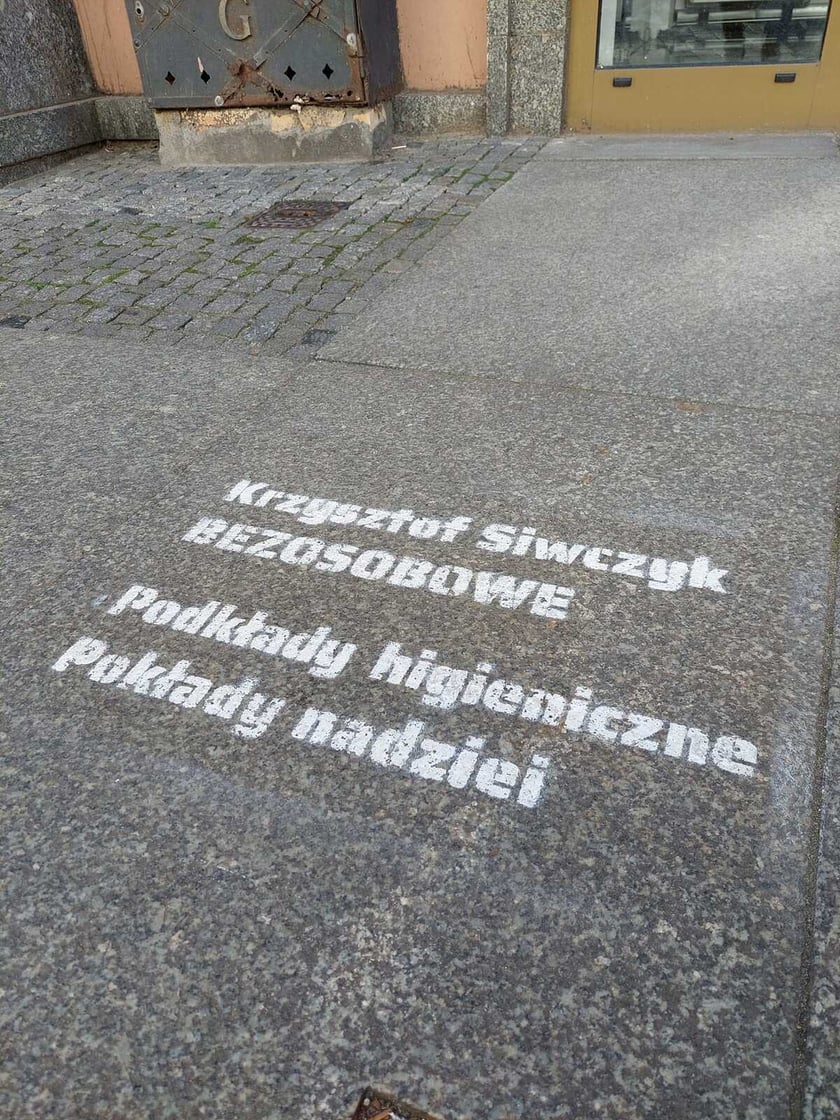 G
Krzysztof Siwczyk
BEZOSOBOWE
Podkłady higieniczne
Pokłady nadziei